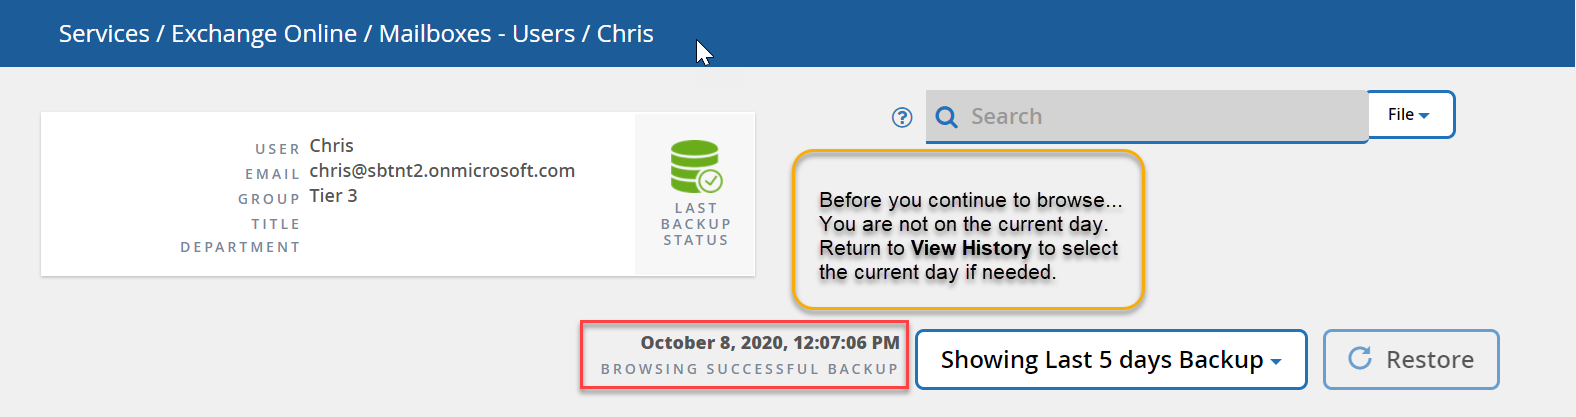 Services / Exchange Online / Mailboxes - Users / Chris
Search
File
USER Chris
EMAIL chris@sbtnt2.onmicrosoft.com
GROUP Tier 3
TITLE
DEPARTMENT
LAST
BACKUP
STATUS
Before you continue to browse...
You are not on the current day.
Return to View History to select
the current day if needed.
October 8, 2020, 12:07:06 PM
BROWSING SUCCESSFUL BACKUP
Showing Last 5 days Backup
Restore